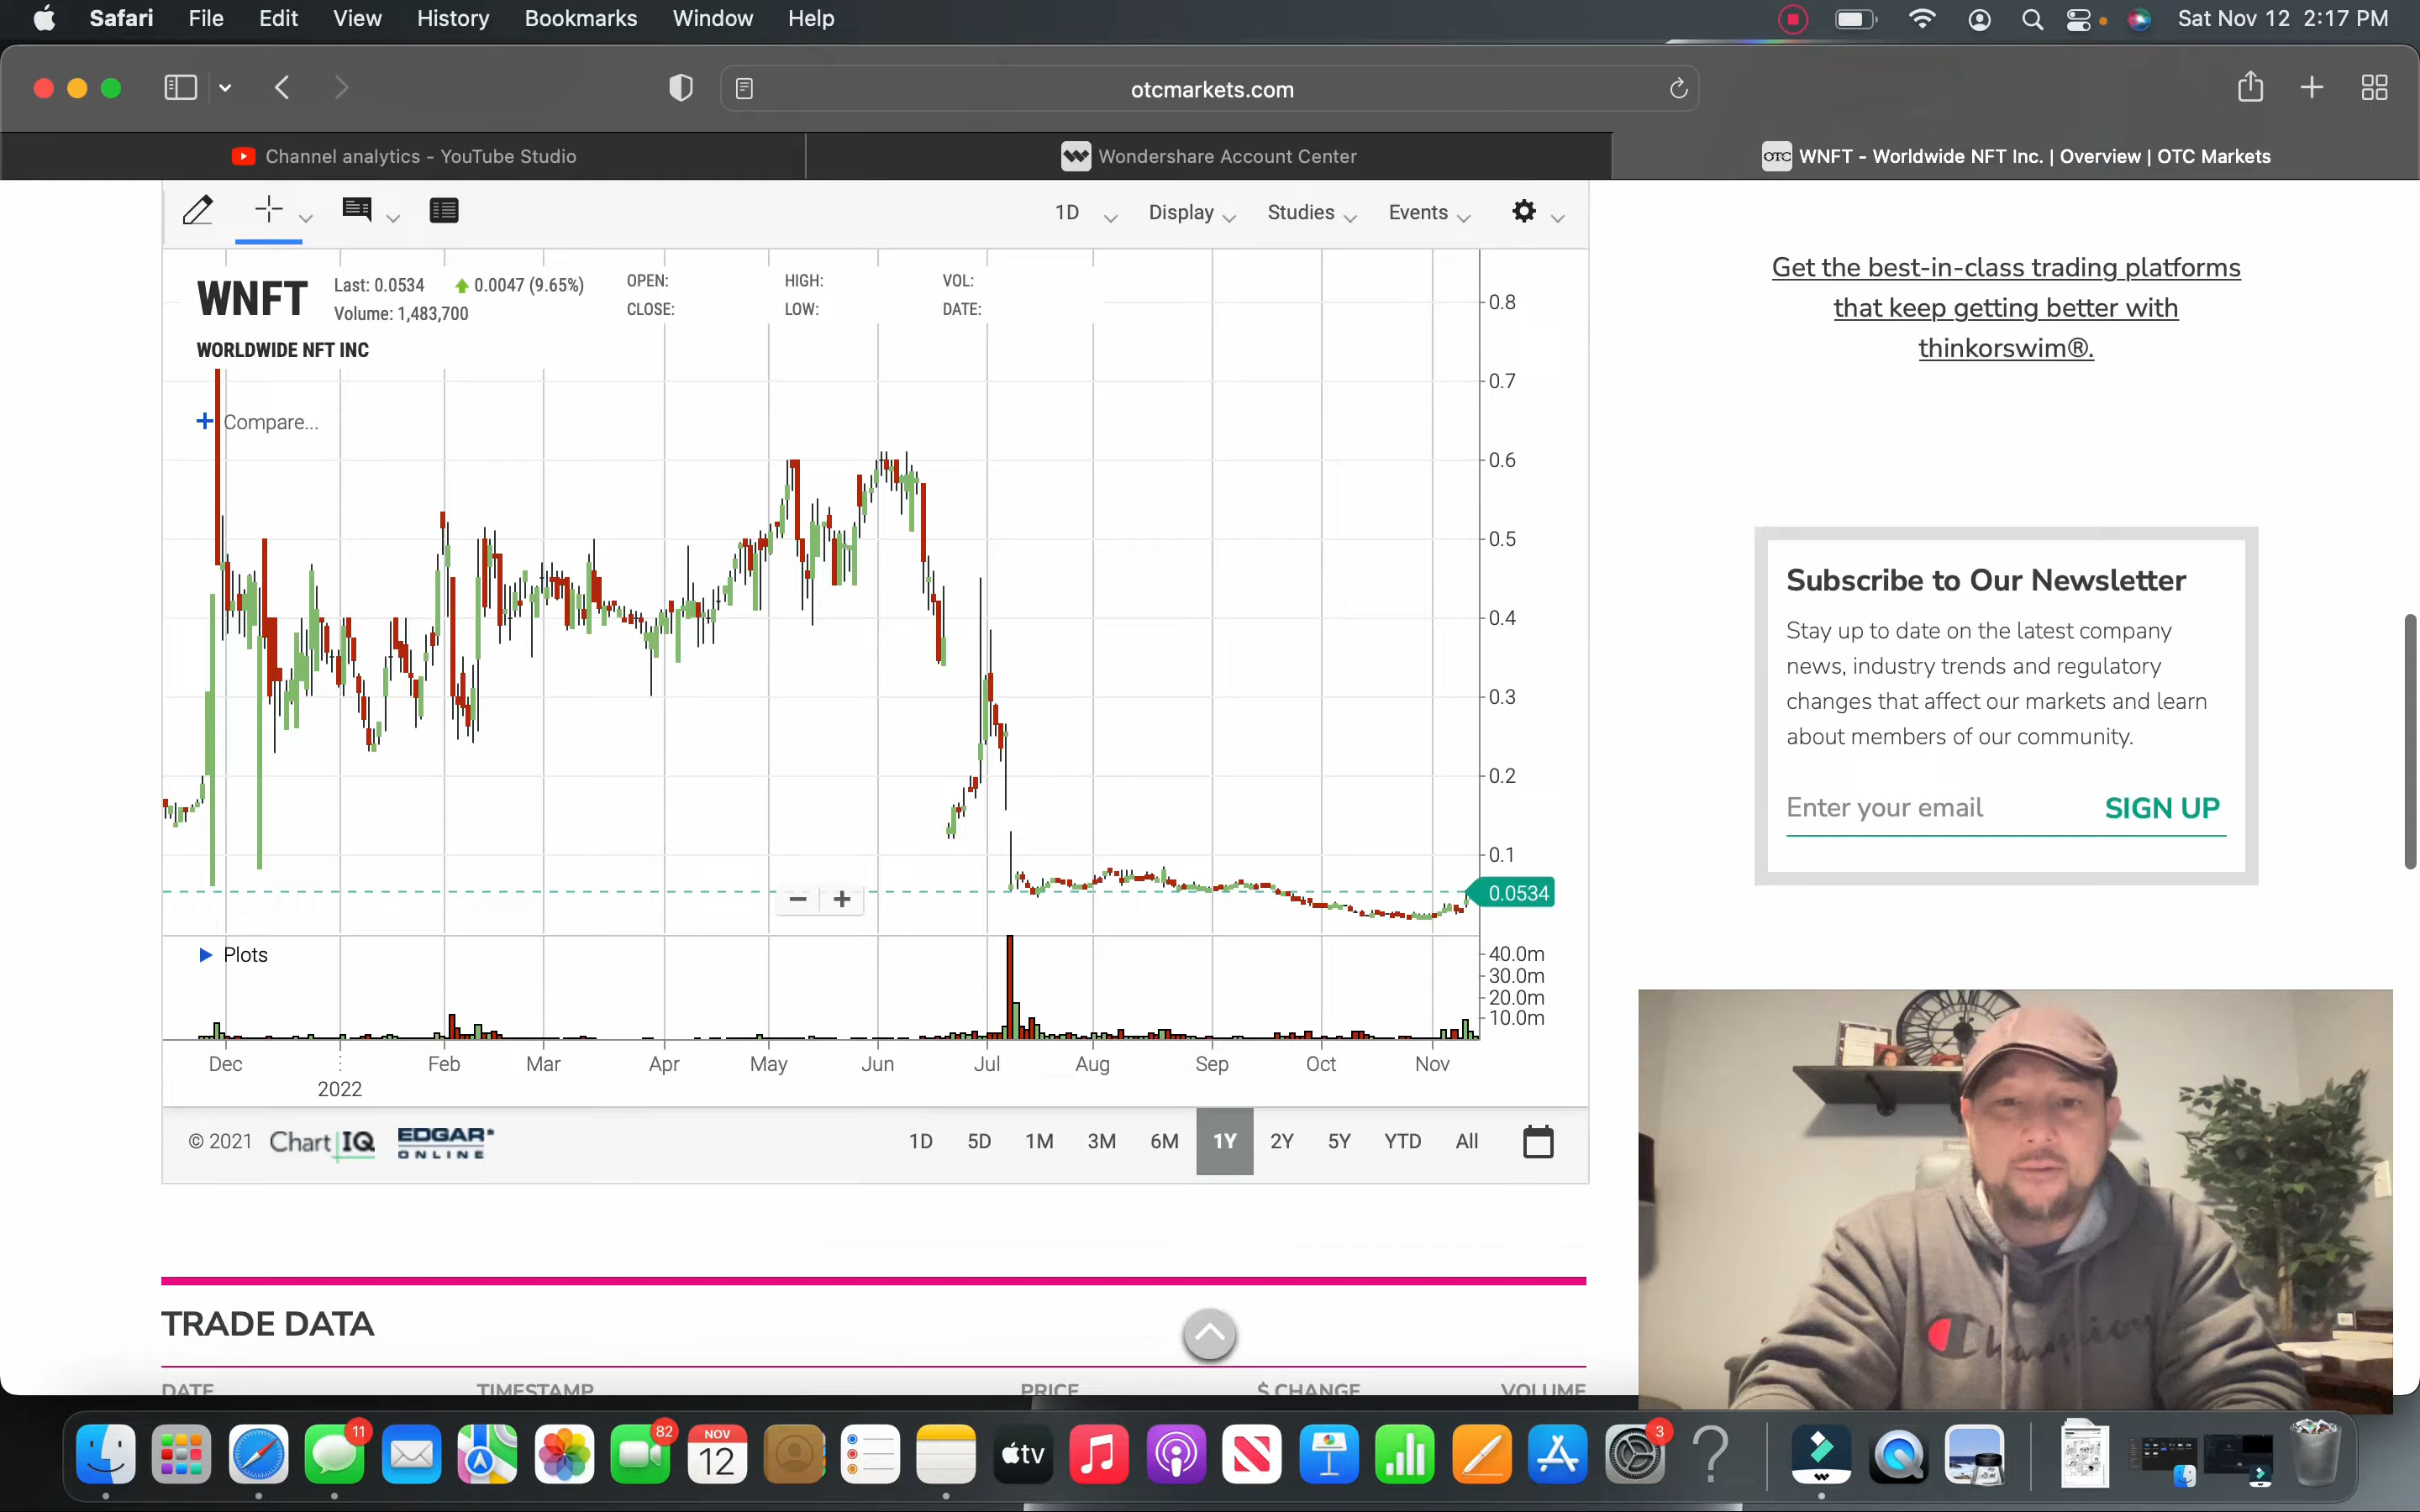 Safari File Edit View History Bookmarks Window Help Sat Nov 12 2:17 PM
otcmarkets.com
Channel analytics - YouTube Studio
Wondershare Account Center
OTC WNFT - Worldwide NFT Inc. | Overview | OTC Markets
1D Display Studies Events
WNFT Last: 0.0534 0.0047 (9.65%) OPEN: HIGH: VOL:
Volume: 1,483,700 CLOSE: LOW: DATE:
WORLDWIDE NFT INC
+ Compare...
0.8
0.7
0.6
0.5
0.4
0.3
0.2
0.1
0.0534
Plots
40.0m
30.0m
20.0m
10.0m
Dec Feb Mar Apr May Jun Jul Aug Sep Oct Nov
2022
© 2021 ChartIQ EDGAR®
ONLINE
1D 5D 1M 3M 6M 1Y 2Y 5Y YTD All
TRADE DATA
DATE TIMESTAMP PRICE $ CHANGE VOLUME
Get the best-in-class trading platforms
that keep getting better with
thinkorswim®.
Subscribe to Our Newsletter
Stay up to date on the latest company
news, industry trends and regulatory
changes that affect our markets and learn
about members of our community.
Enter your email SIGN UP
Champion
11
82
NOV
12
tv
3